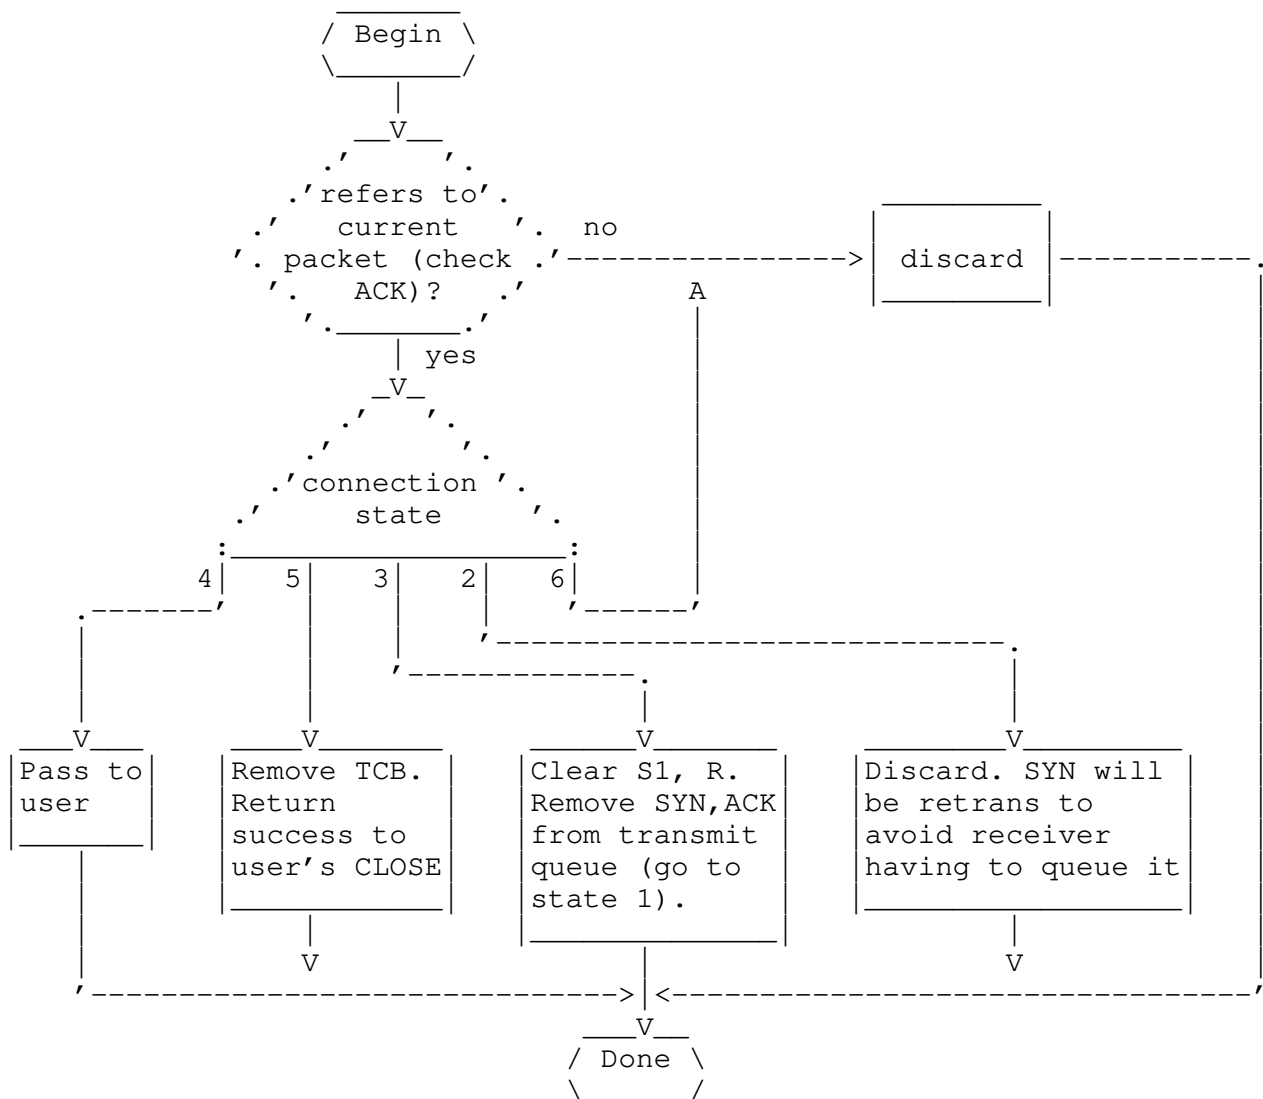 Begin
refers to
current
packet (check
ACK)?
no
discard
A
yes
V
V
connection
state
4 5 3 2 6
V V V V
Pass to
user
Remove TCB.
Return
success to
user's CLOSE
Clear S1, R.
Remove SYN,ACK
from transmit
queue (go to
state 1).
Discard. SYN will
be retrans to
avoid receiver
having to queue it
V V
V
Done